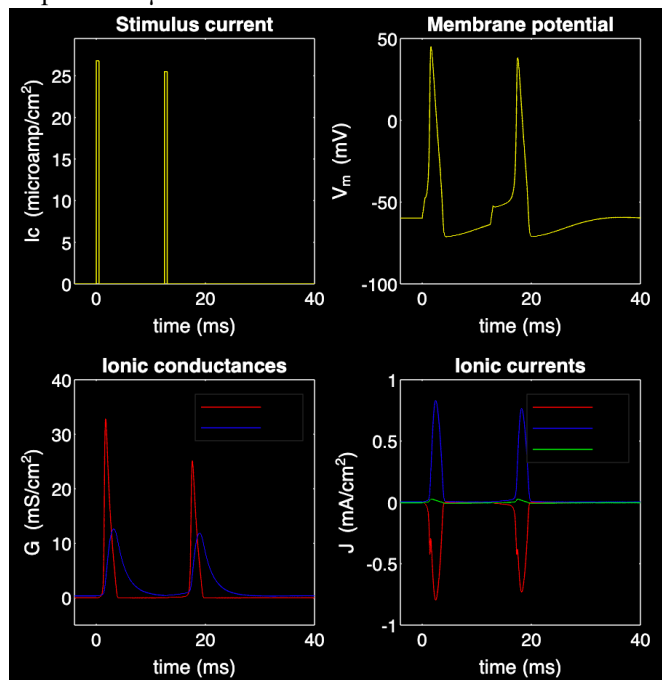 Stimulus current
Ic (microamp/cm²)
25
20
15
10
5
0
0 20 40
time (ms)
Membrane potential
Vₘ (mV)
50
0
-50
-100
0 20 40
time (ms)
Ionic conductances
G (mS/cm²)
40
30
20
10
0
0 20 40
time (ms)
Ionic currents
J (mA/cm²)
1
0.5
0
-0.5
-1
0 20 40
time (ms)